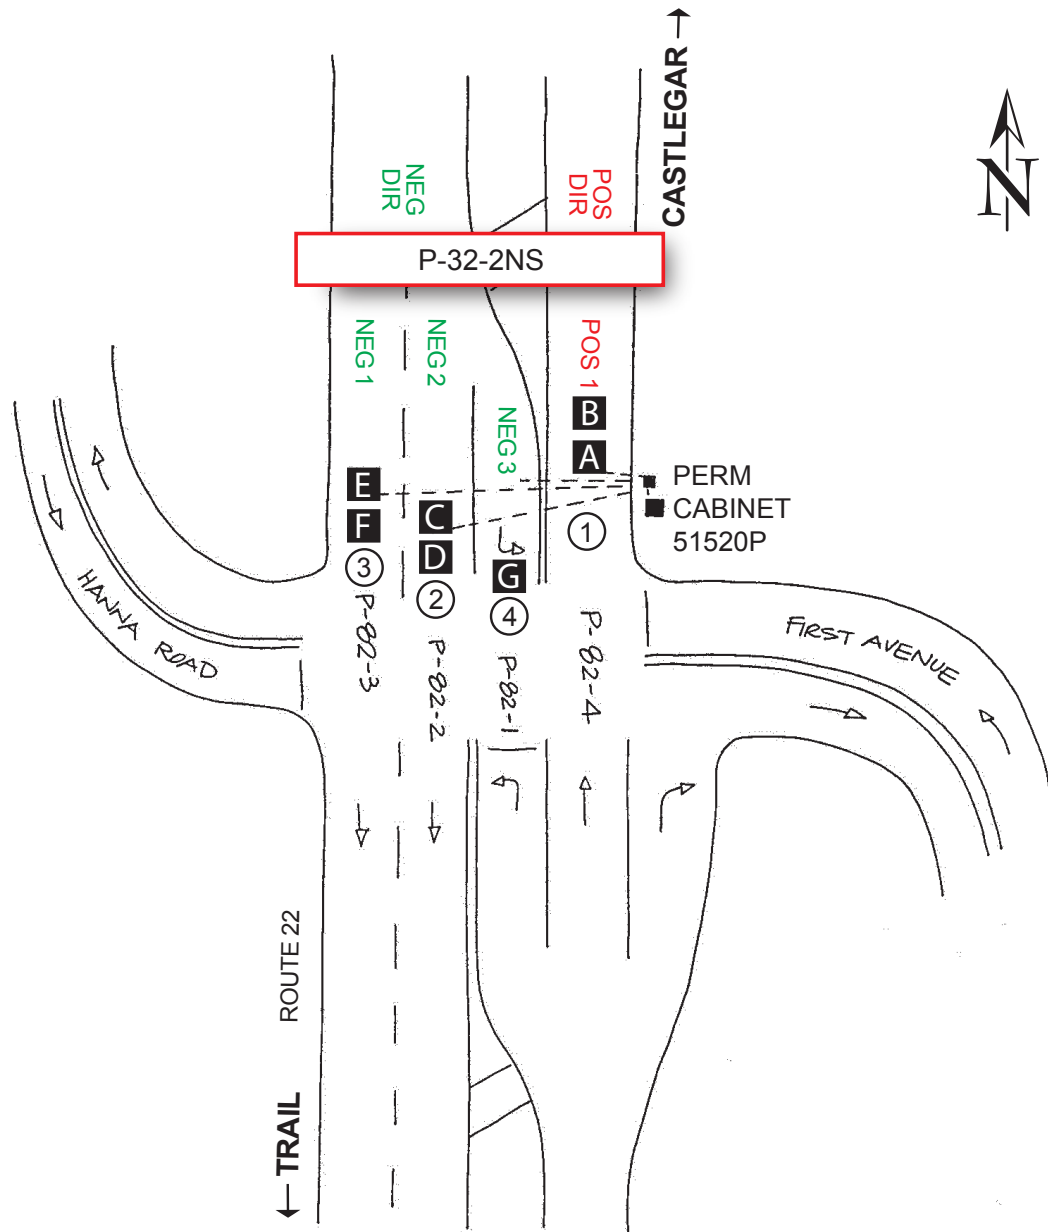 CASTLEGAR
N
NEG
DIR
POS
DIR
P-32-2NS
NEG 1
NEG 2
NEG 3
POS 1
B
A
E
F
C
D
G
3
2
4
1
PERM
CABINET
51520P
HANNA ROAD
FIRST AVENUE
P-82-3
P-82-2
P-82-1
P-82-4
ROUTE 22
TRAIL